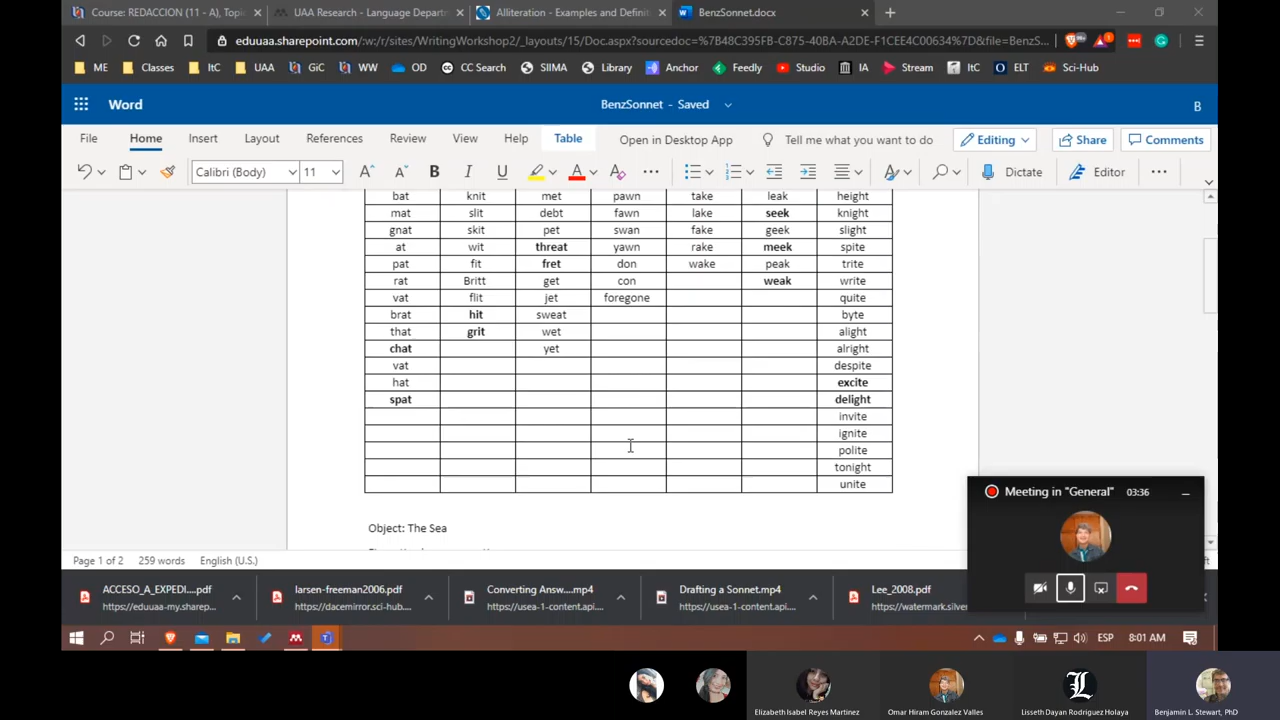 Course: REDACCION (11 - A), Topi
UAA Research - Language Departm
Alliteration - Examples and Definiti
BenzSonnet.docx
eduuaa.sharepoint.com/:w:/r/sites/WritingWorkshop2/_layouts/15/Doc.aspx?sourcedoc=%7B48C395FB-C875-40BA-A2DE-F1CEE4C00634%7D&file=BenzS...
ME Classes ItC UAA GiC WW OD CC Search SIIMA Library Anchor Feedly Studio IA Stream ItC ELT Sci-Hub
Word
BenzSonnet - Saved
B
File Home Insert Layout References Review View Help Table Open in Desktop App Tell me what you want to do Editing Share Comments
Calibri (Body) 11 B I U A Dictate Editor
bat knit met pawn take leak height
mat slit debt fawn lake seek knight
gnat skit pet swan fake geek slight
at wit threat yawn rake meek spite
pat fit fret don wake peak trite
rat Britt get con weak write
vat flit jet foregone quite
brat hit sweat byte
that grit wet alight
chat yet alright
vat despite
hat excite
spat delight
invite
ignite
polite
tonight
unite
Meeting in "General" 03:36
Object: The Sea
Page 1 of 2 259 words English (U.S.)
ACCESO_A_EXPEDI....pdf
https://eduuaa-my.sharep...
larsen-freeman2006.pdf
https://dacemirror.sci-hub...
Converting Answ....mp4
https://usea-1-content.api....
Drafting a Sonnet.mp4
https://usea-1-content.api....
Lee_2008.pdf
https://watermark.silver
ESP 8:01 AM
L
Elizabeth Isabel Reyes Martinez
Omar Hiram Gonzalez Valles
Lisseth Dayan Rodriguez Holaya
Benjamin L. Stewart, PhD